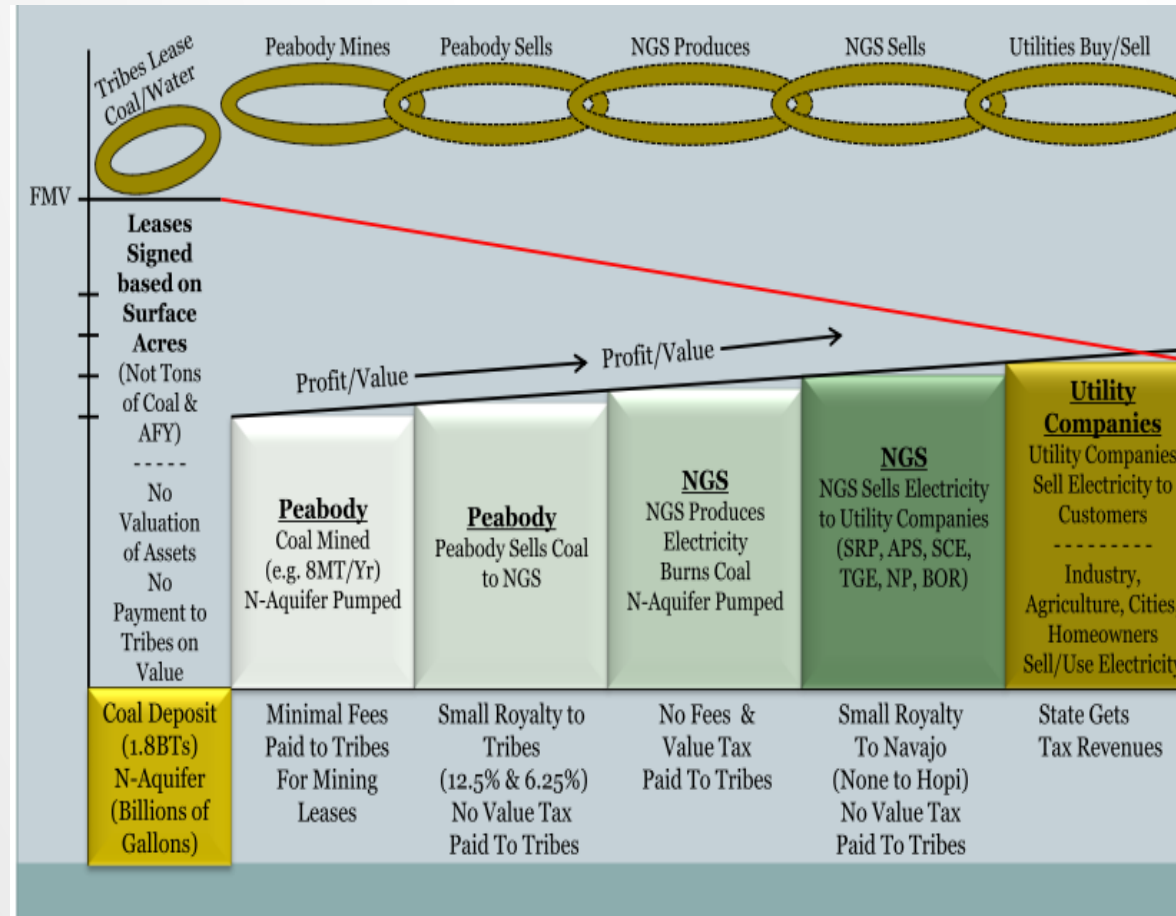 Tribes Lease
Coal/Water
Peabody Mines
Peabody Sells
NGS Produces
NGS Sells
Utilities Buy/Sell
FMV
Leases
Signed
based on
Surface
Acres
(Not Tons
of Coal &
AFY)
- - - - -
No
Valuation
of Assets
No
Payment to
Tribes on
Value
Profit/Value
Profit/Value
Peabody
Coal Mined
(e.g. 8MT/Yr)
N-Aquifer Pumped
Peabody
Peabody Sells Coal
to NGS
NGS
NGS Produces
Electricity
Burns Coal
N-Aquifer Pumped
NGS
NGS Sells Electricity
to Utility Companies
(SRP, APS, SCE,
TGE, NP, BOR)
Utility
Companies
Utility Companies
Sell Electricity to
Customers
- - - - - - - - -
Industry,
Agriculture, Cities
Homeowners
Sell/Use Electricity
Coal Deposit
(1.8BTs)
N-Aquifer
(Billions of
Gallons)
Minimal Fees
Paid to Tribes
For Mining
Leases
Small Royalty to
Tribes
(12.5% & 6.25%)
No Value Tax
Paid To Tribes
No Fees &
Value Tax
Paid To Tribes
Small Royalty
To Navajo
(None to Hopi)
No Value Tax
Paid To Tribes
State Gets
Tax Revenues